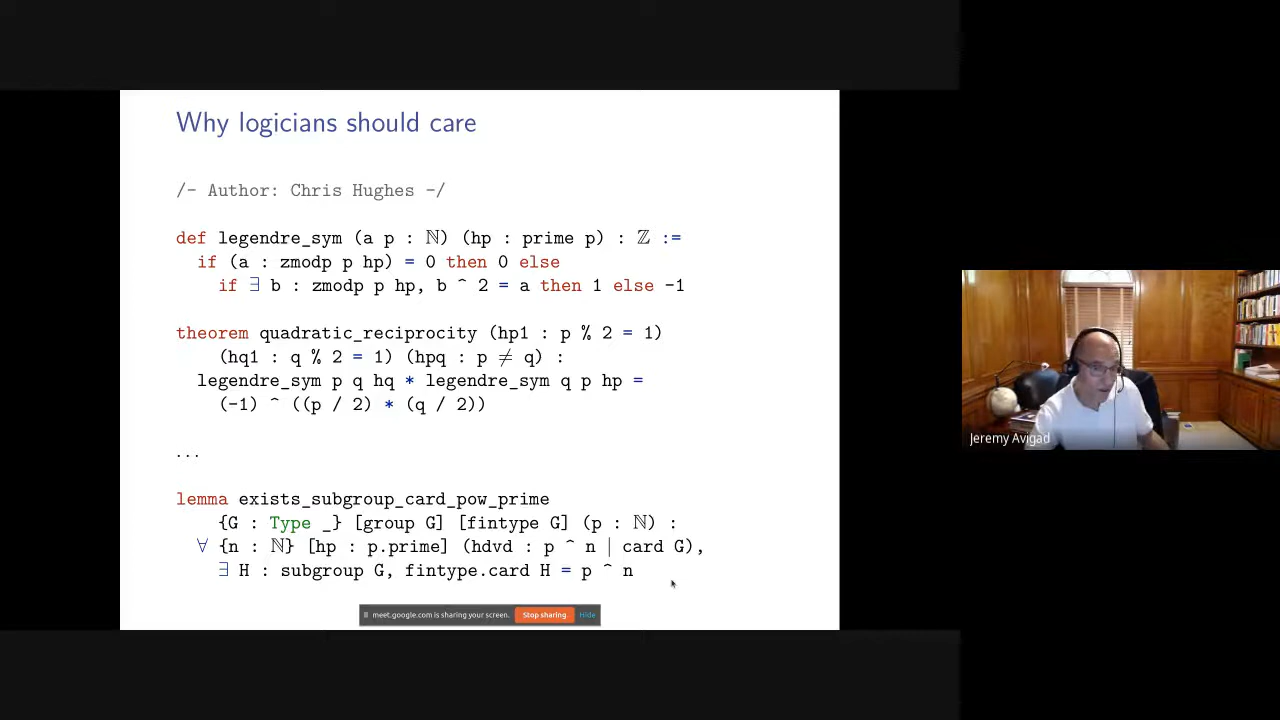 Why logicians should care
/- Author: Chris Hughes -/
def legendre_sym (a p : ℕ) (hp : prime p) : ℤ :=
if (a : zmodp p hp) = 0 then 0 else
if ∃ b : zmodp p hp, b ^ 2 = a then 1 else -1
theorem quadratic_reciprocity (hp1 : p % 2 = 1)
(hq1 : q % 2 = 1) (hpq : p ≠ q) :
legendre_sym p q hq * legendre_sym q p hp =
(-1) ^ ((p / 2) * (q / 2))
...
lemma exists_subgroup_card_pow_prime
{G : Type _} [group G] [fintype G] (p : ℕ) :
∀ {n : ℕ} [hp : p.prime] (hdvd : p ^ n | card G),
∃ H : subgroup G, fintype.card H = p ^ n
meet.google.com is sharing your screen. Stop sharing Hide
Jeremy Avigad